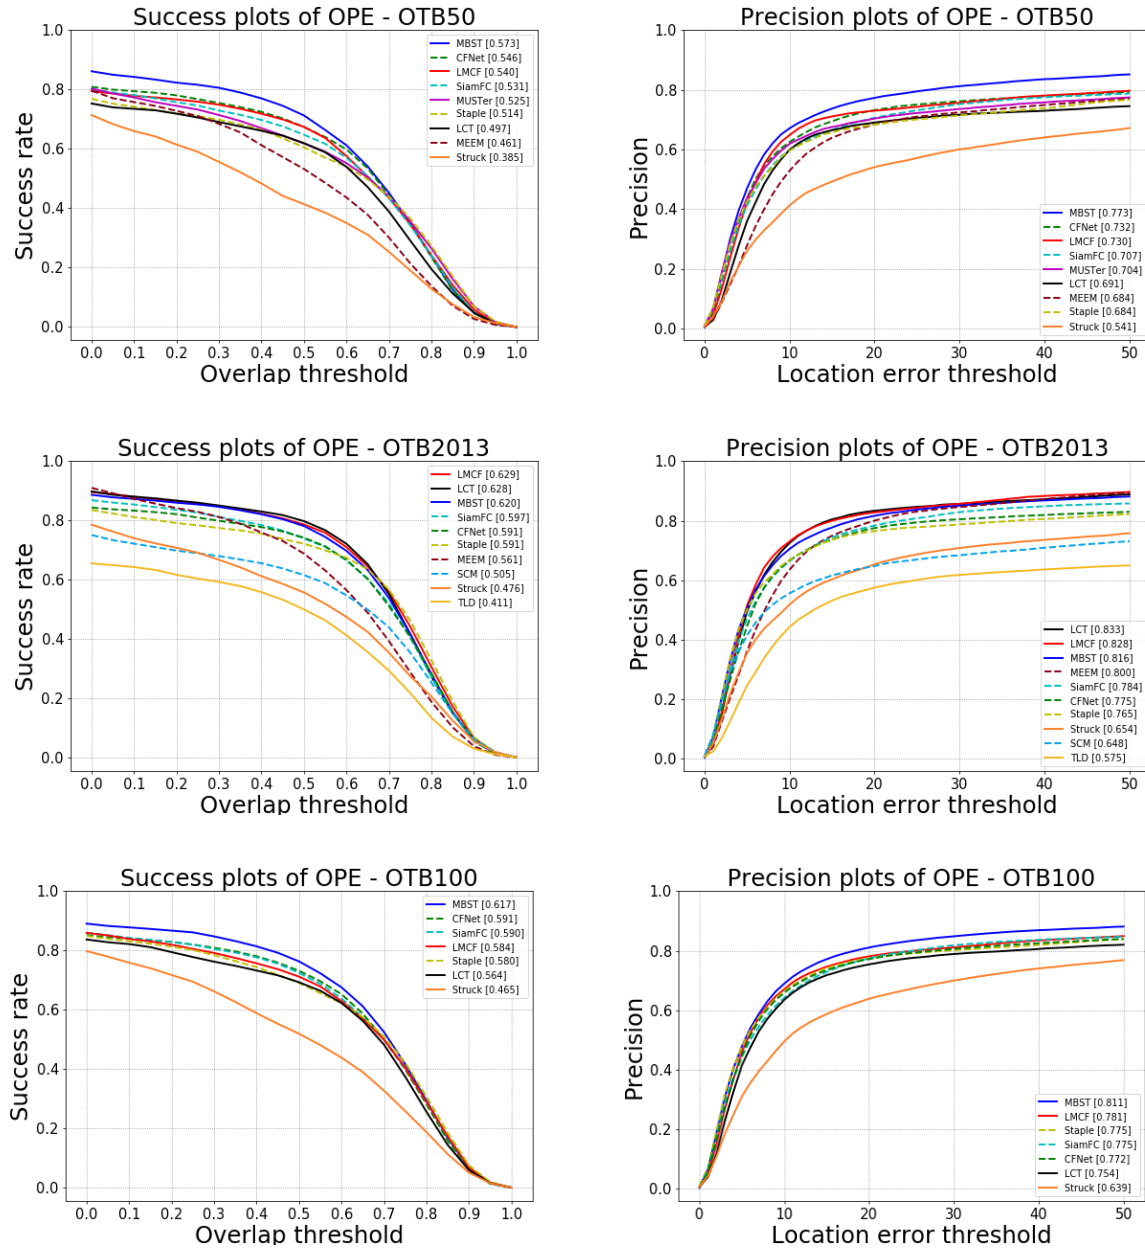 Success plots of OPE - OTB50
1.0
0.8
0.6
0.4
0.2
0.0
Success rate
MBST [0.573]
CFNet [0.546]
LMCF [0.540]
SiamFC [0.531]
MUSTer [0.525]
Staple [0.514]
LCT [0.497]
MEEM [0.461]
Struck [0.385]
0.0 0.1 0.2 0.3 0.4 0.5 0.6 0.7 0.8 0.9 1.0
Overlap threshold
Precision plots of OPE - OTB50
1.0
0.8
0.6
0.4
0.2
0.0
Precision
MBST [0.773]
CFNet [0.732]
LMCF [0.730]
SiamFC [0.707]
MUSTer [0.704]
LCT [0.691]
MEEM [0.684]
Staple [0.684]
Struck [0.541]
0 10 20 30 40 50
Location error threshold
Success plots of OPE - OTB2013
1.0
0.8
0.6
0.4
0.2
0.0
Success rate
LMCF [0.629]
LCT [0.628]
MBST [0.620]
SiamFC [0.597]
CFNet [0.591]
Staple [0.591]
MEEM [0.561]
SCM [0.505]
Struck [0.476]
TLD [0.411]
0.0 0.1 0.2 0.3 0.4 0.5 0.6 0.7 0.8 0.9 1.0
Overlap threshold
Precision plots of OPE - OTB2013
1.0
0.8
0.6
0.4
0.2
0.0
Precision
LCT [0.833]
LMCF [0.828]
MBST [0.816]
MEEM [0.800]
SiamFC [0.784]
CFNet [0.775]
Staple [0.765]
Struck [0.654]
SCM [0.648]
TLD [0.575]
0 10 20 30 40 50
Location error threshold
Success plots of OPE - OTB100
1.0
0.8
0.6
0.4
0.2
0.0
Success rate
MBST [0.617]
CFNet [0.591]
SiamFC [0.590]
LMCF [0.584]
Staple [0.580]
LCT [0.564]
Struck [0.465]
0.0 0.1 0.2 0.3 0.4 0.5 0.6 0.7 0.8 0.9 1.0
Overlap threshold
Precision plots of OPE - OTB100
1.0
0.8
0.6
0.4
0.2
0.0
Precision
MBST [0.811]
LMCF [0.781]
Staple [0.775]
SiamFC [0.775]
CFNet [0.772]
LCT [0.754]
Struck [0.639]
0 10 20 30 40 50
Location error threshold